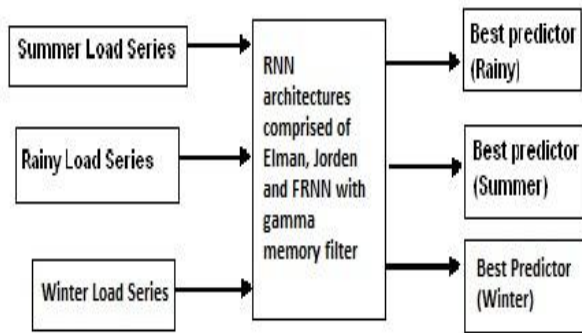 Summer Load Series
Rainy Load Series
Winter Load Series
RNN
architectures
comprised of
Elman, Jorden
and FRNN with
gamma
memory filter
Best predictor
(Rainy)
Best predictor
(Summer)
Best Predictor
(Winter)